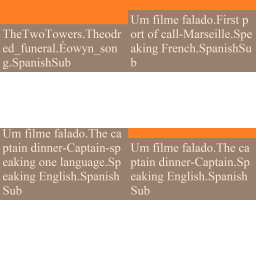 TheTwoTowers.Theodr
ed_funeral.Éowyn_son
g.SpanishSub
Um filme falado.First p
ort of call-Marseille.Spe
aking French.SpanishSu
b
Um filme falado.The ca
ptain dinner-Captain-sp
eaking one language.Sp
eaking English.Spanish
Sub
Um filme falado.The ca
ptain dinner-Captain.Sp
eaking English.Spanish
Sub